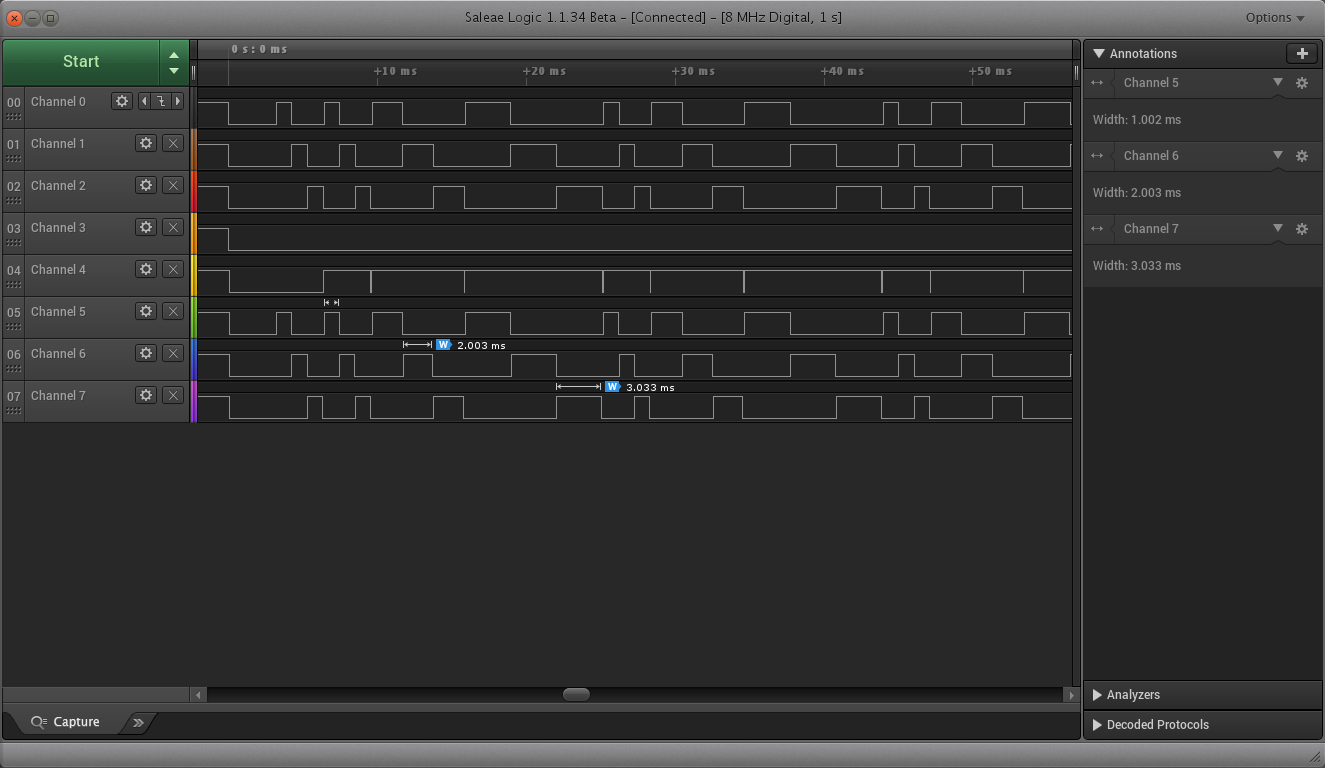 Saleae Logic 1.1.34 Beta – [Connected] – [8 MHz Digital, 1 s]
Options
Start
0 s : 0 ms
+10 ms
+20 ms
+30 ms
+40 ms
+50 ms
Annotations
00
Channel 0
01
Channel 1
02
Channel 2
03
Channel 3
04
Channel 4
05
Channel 5
06
Channel 6
W 2.003 ms
07
Channel 7
W 3.033 ms
Channel 5
Width: 1.002 ms
Channel 6
Width: 2.003 ms
Channel 7
Width: 3.033 ms
Analyzers
Decoded Protocols
Capture